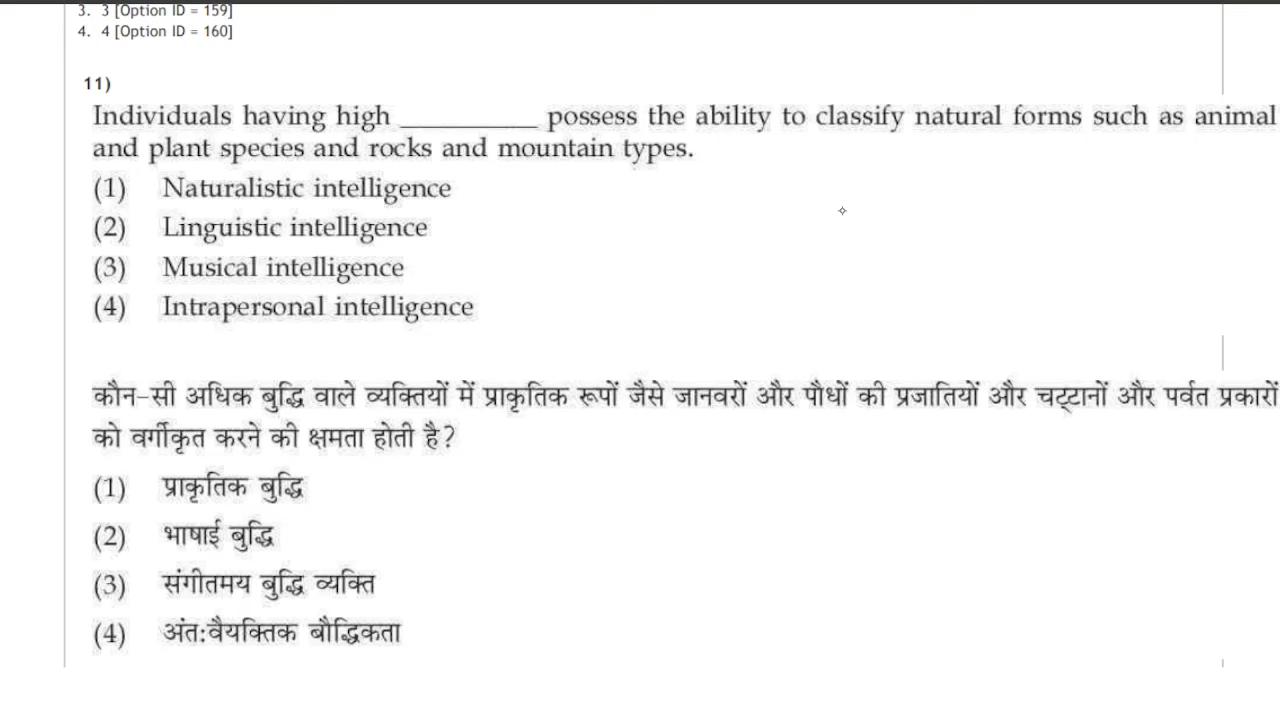 3. 3 [Option ID = 159]
4. 4 [Option ID = 160]
11)
Individuals having high __________ possess the ability to classify natural forms such as animal
and plant species and rocks and mountain types.
(1) Naturalistic intelligence
(2) Linguistic intelligence
(3) Musical intelligence
(4) Intrapersonal intelligence
कौन-सी अधिक बुद्धि वाले व्यक्तियों में प्राकृतिक रूपों जैसे जानवरों और पौधों की प्रजातियों और चट्टानों और पर्वत प्रकारों
को वर्गीकृत करने की क्षमता होती है?
(1) प्राकृतिक बुद्धि
(2) भाषाई बुद्धि
(3) संगीतमय बुद्धि व्यक्ति
(4) अंत:वैयक्तिक बौद्धिकता